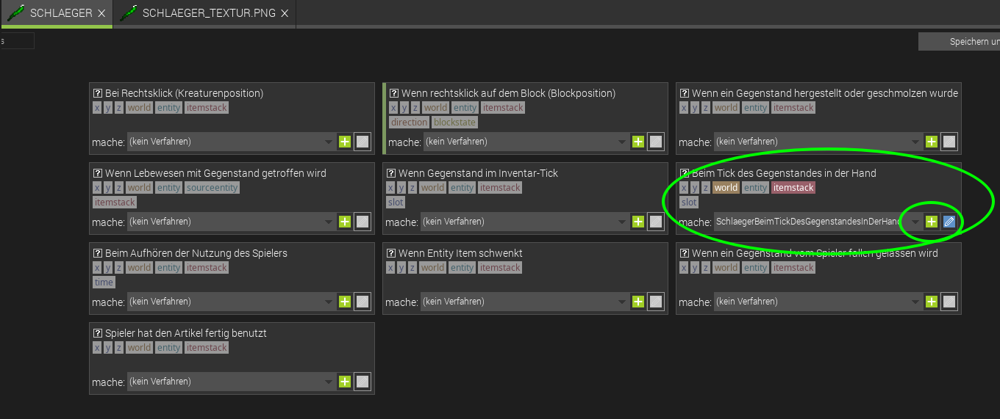 SCHLAEGER
SCHLAEGER_TEXTUR.PNG
s
Speichern un
Bei Rechtsklick (Kreaturenposition)
x y z world entity itemstack
mache: (kein Verfahren)
Wenn rechtsklick auf dem Block (Blockposition)
x y z world entity itemstack
direction blockstate
mache: (kein Verfahren)
Wenn ein Gegenstand hergestellt oder geschmolzen wurde
x y z world entity itemstack
mache: (kein Verfahren)
Wenn Lebewesen mit Gegenstand getroffen wird
x y z world entity sourceentity
itemstack
mache: (kein Verfahren)
Wenn Gegenstand im Inventar-Tick
x y z world entity itemstack
slot
mache: (kein Verfahren)
Beim Tick des Gegenstandes in der Hand
x y z world entity itemstack
slot
mache: SchlaegerBeimTickDesGegenstandesInDerHand
Beim Aufhören der Nutzung des Spielers
x y z world entity itemstack
time
mache: (kein Verfahren)
Wenn Entity Item schwenkt
x y z world entity itemstack
mache: (kein Verfahren)
Wenn ein Gegenstand vom Spieler fallen gelassen wird
x y z world entity itemstack
mache: (kein Verfahren)
Spieler hat den Artikel fertig benutzt
x y z world entity itemstack
mache: (kein Verfahren)